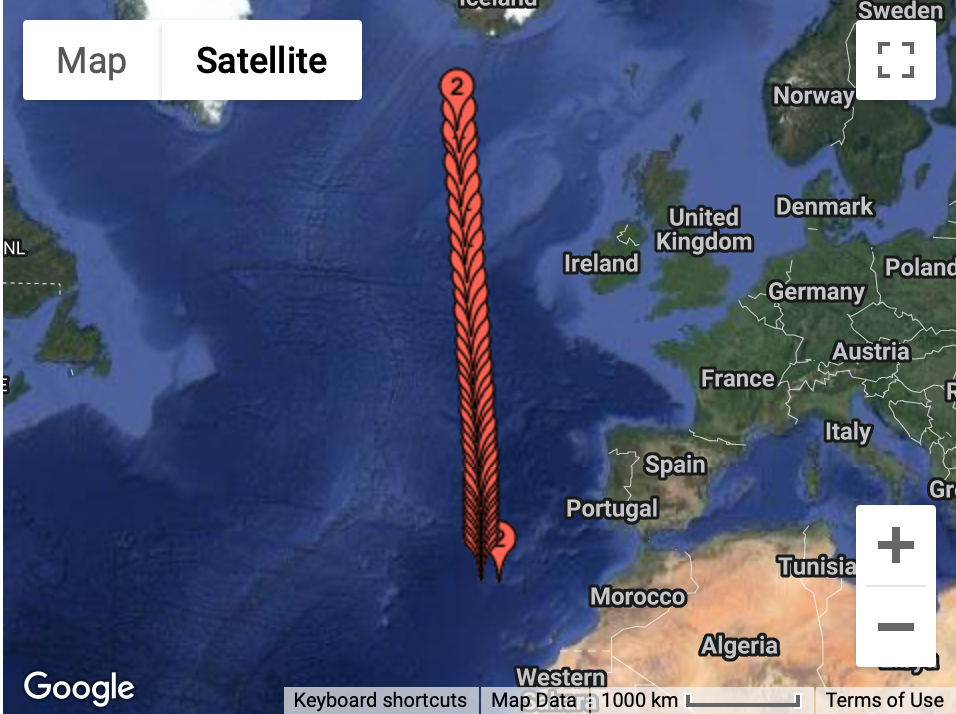 Iceland
Sweden
Map
Satellite
2
Norway
Denmark
United
Kingdom
NL
Ireland
Poland
Germany
Austria
France
Italy
Spain
Portugal
2
Tunisia
Morocco
Algeria
Western
Sahara
Google
Keyboard shortcuts
Map Data
1000 km
Terms of Use